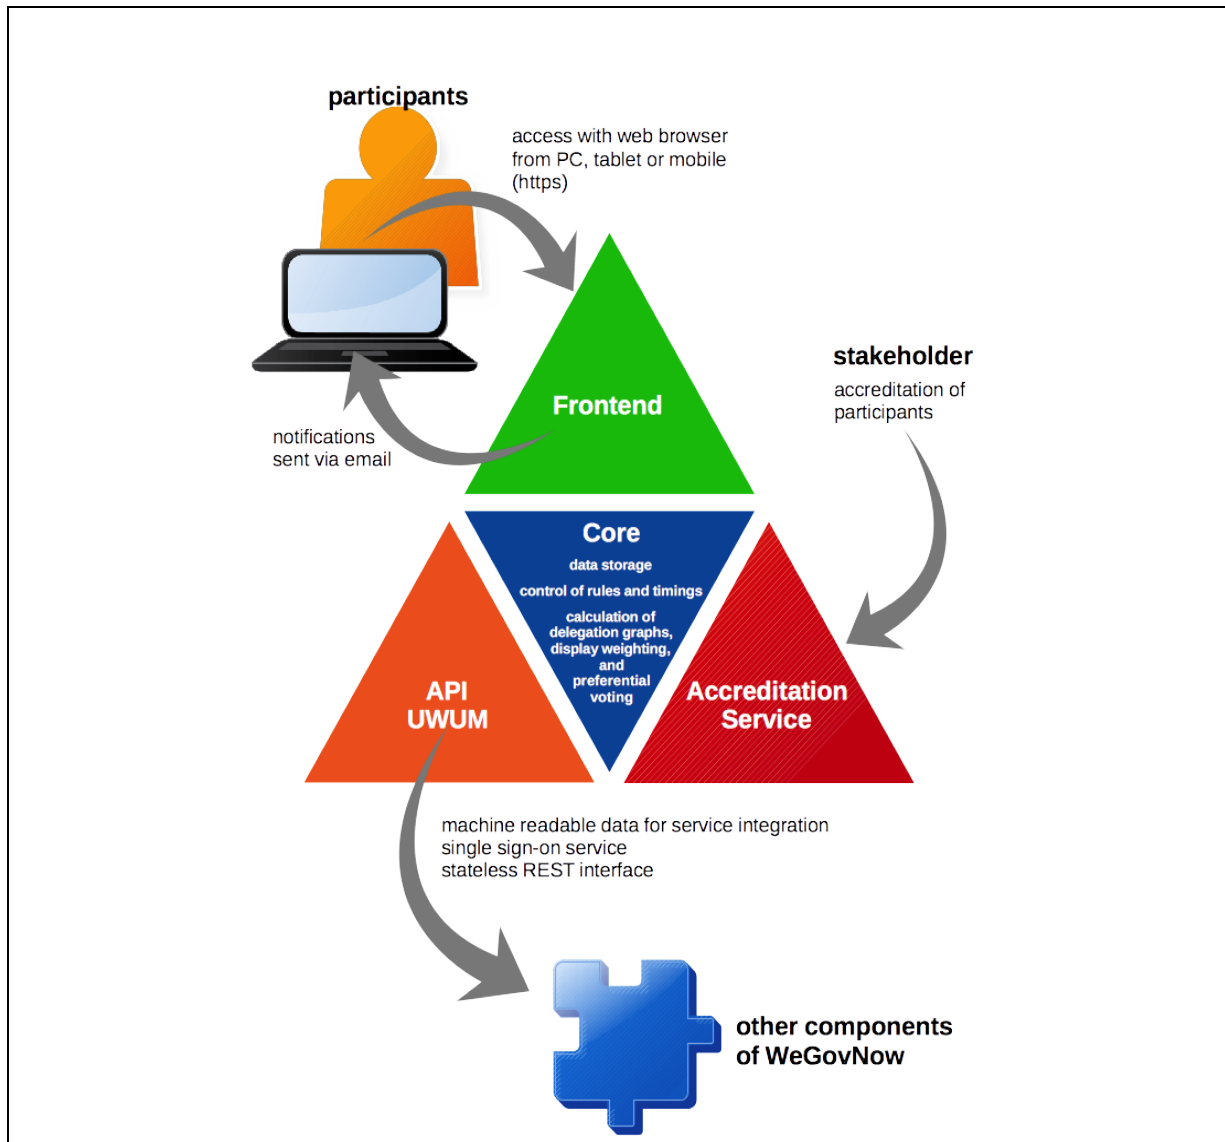 participants
access with web browser
from PC, tablet or mobile
(https)
notifications
sent via email
Frontend
stakeholder
accreditation of
participants
Core
data storage
control of rules and timings
calculation of
delegation graphs,
display weighting,
and
preferential
voting
API
UWUM
Accreditation
Service
machine readable data for service integration
single sign-on service
stateless REST interface
other components
of WeGovNow